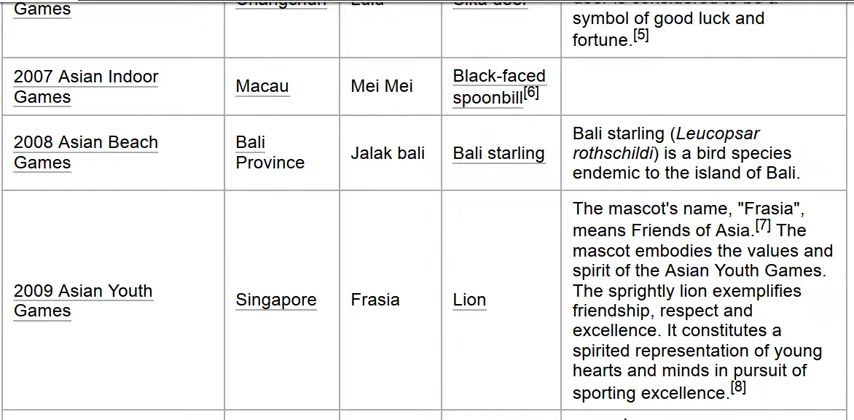 Games
symbol of good luck and
fortune.[5]
2007 Asian Indoor
Games
Macau
Mei Mei
Black-faced
spoonbill[6]
2008 Asian Beach
Games
Bali
Province
Jalak bali
Bali starling
Bali starling (Leucopsar
rothschildi) is a bird species
endemic to the island of Bali.
2009 Asian Youth
Games
Singapore
Frasia
Lion
The mascot's name, "Frasia",
means Friends of Asia.[7] The
mascot embodies the values and
spirit of the Asian Youth Games.
The sprightly lion exemplifies
friendship, respect and
excellence. It constitutes a
spirited representation of young
hearts and minds in pursuit of
sporting excellence.[8]